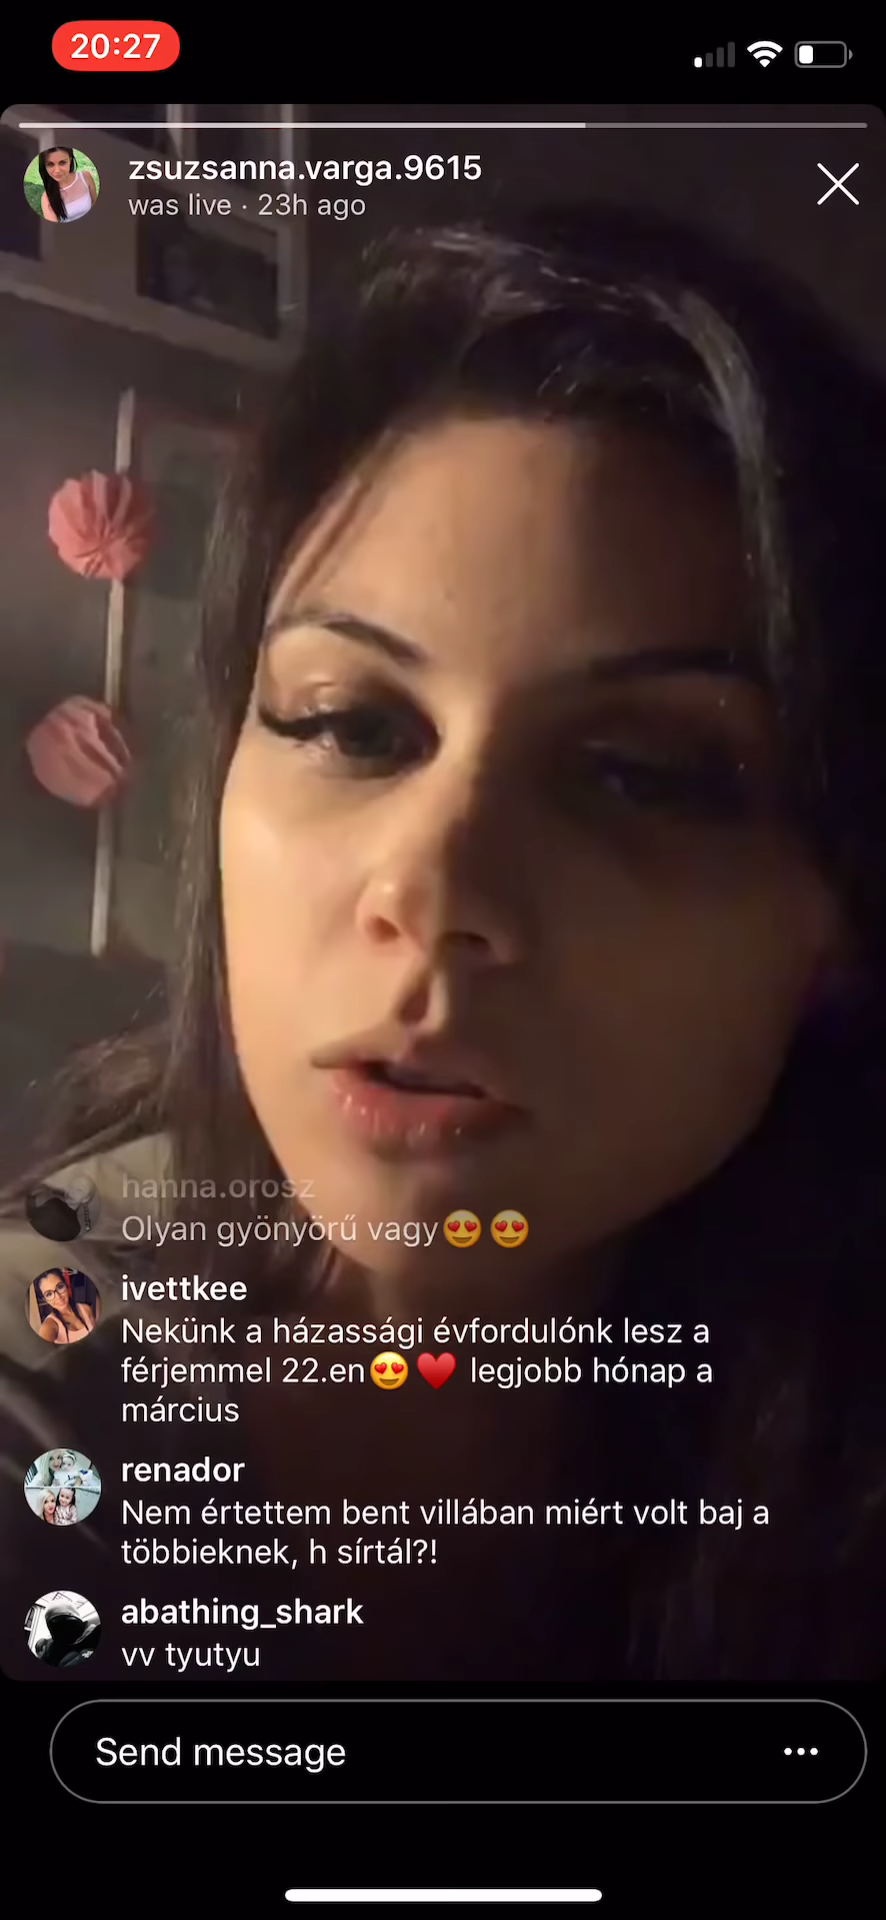 20:27
zsuzsanna.varga.9615
was live · 23h ago
hanna.orosz
Olyan gyönyörű vagy😍😍
ivettkee
Nekünk a házassági évfordulónk lesz a
férjemmel 22.en😍♥️ legjobb hónap a
március
renador
Nem értettem bent villában miért volt baj a
többieknek, h sírtál?!
abathing_shark
vv tyutyu
Send message